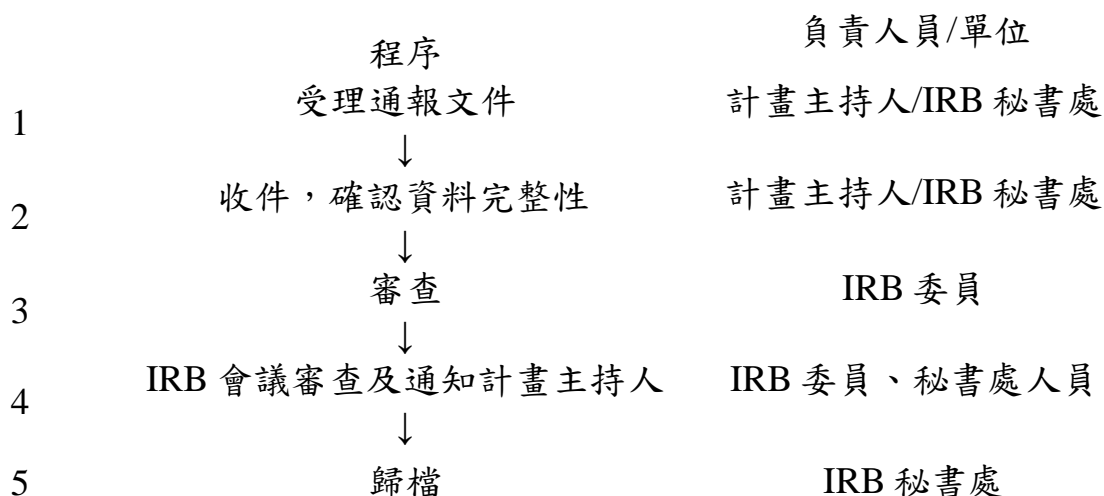 程序 負責人員/單位
1 受理通報文件 計畫主持人/IRB 秘書處
↓
2 收件，確認資料完整性 計畫主持人/IRB 秘書處
↓
3 審查 IRB 委員
↓
4 IRB 會議審查及通知計畫主持人 IRB 委員、秘書處人員
↓
5 歸檔 IRB 秘書處